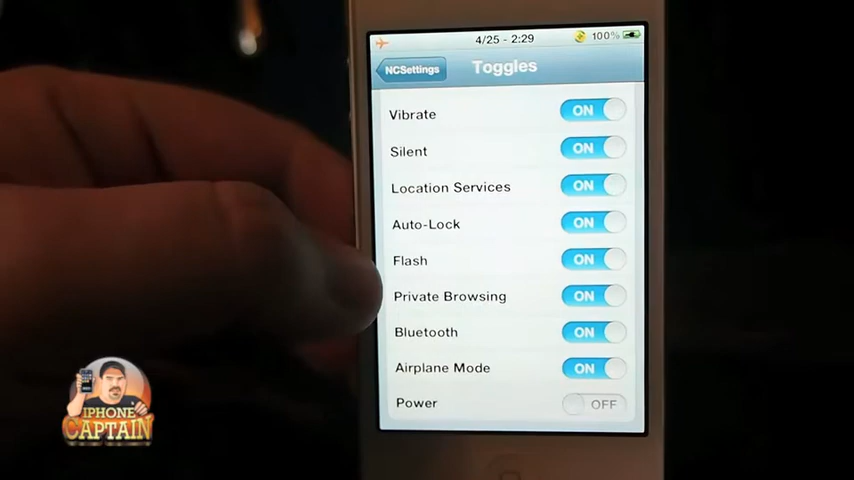 4/25 - 2:29 100%
NCSettings Toggles
Vibrate ON
Silent ON
Location Services ON
Auto-Lock ON
Flash ON
Private Browsing ON
Bluetooth ON
Airplane Mode ON
Power OFF
IPHONE
CAPTAIN